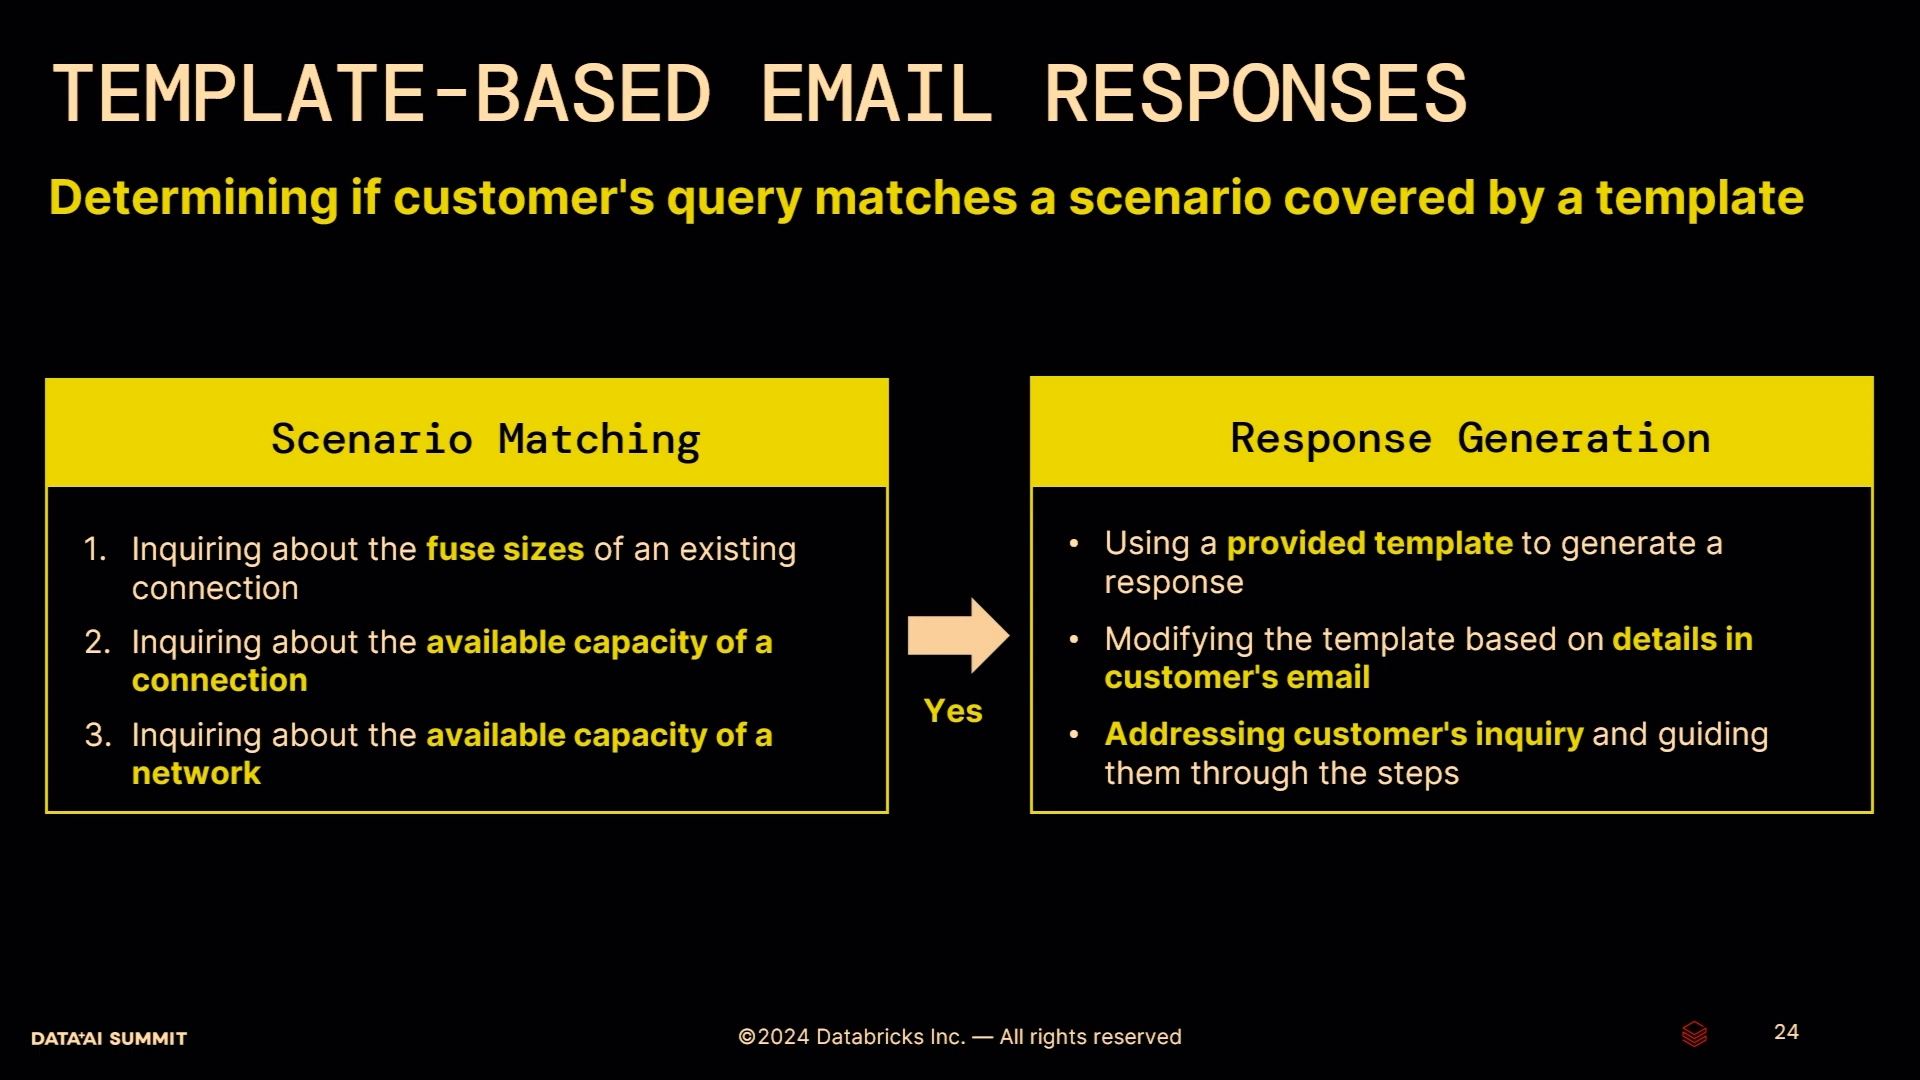 TEMPLATE-BASED EMAIL RESPONSES
Determining if customer's query matches a scenario covered by a template
Scenario Matching
1. Inquiring about the fuse sizes of an existing
connection
2. Inquiring about the available capacity of a
connection
3. Inquiring about the available capacity of a
network
Yes
Response Generation
• Using a provided template to generate a
response
• Modifying the template based on details in
customer's email
• Addressing customer's inquiry and guiding
them through the steps
DATA+AI SUMMIT
©2024 Databricks Inc. — All rights reserved
24